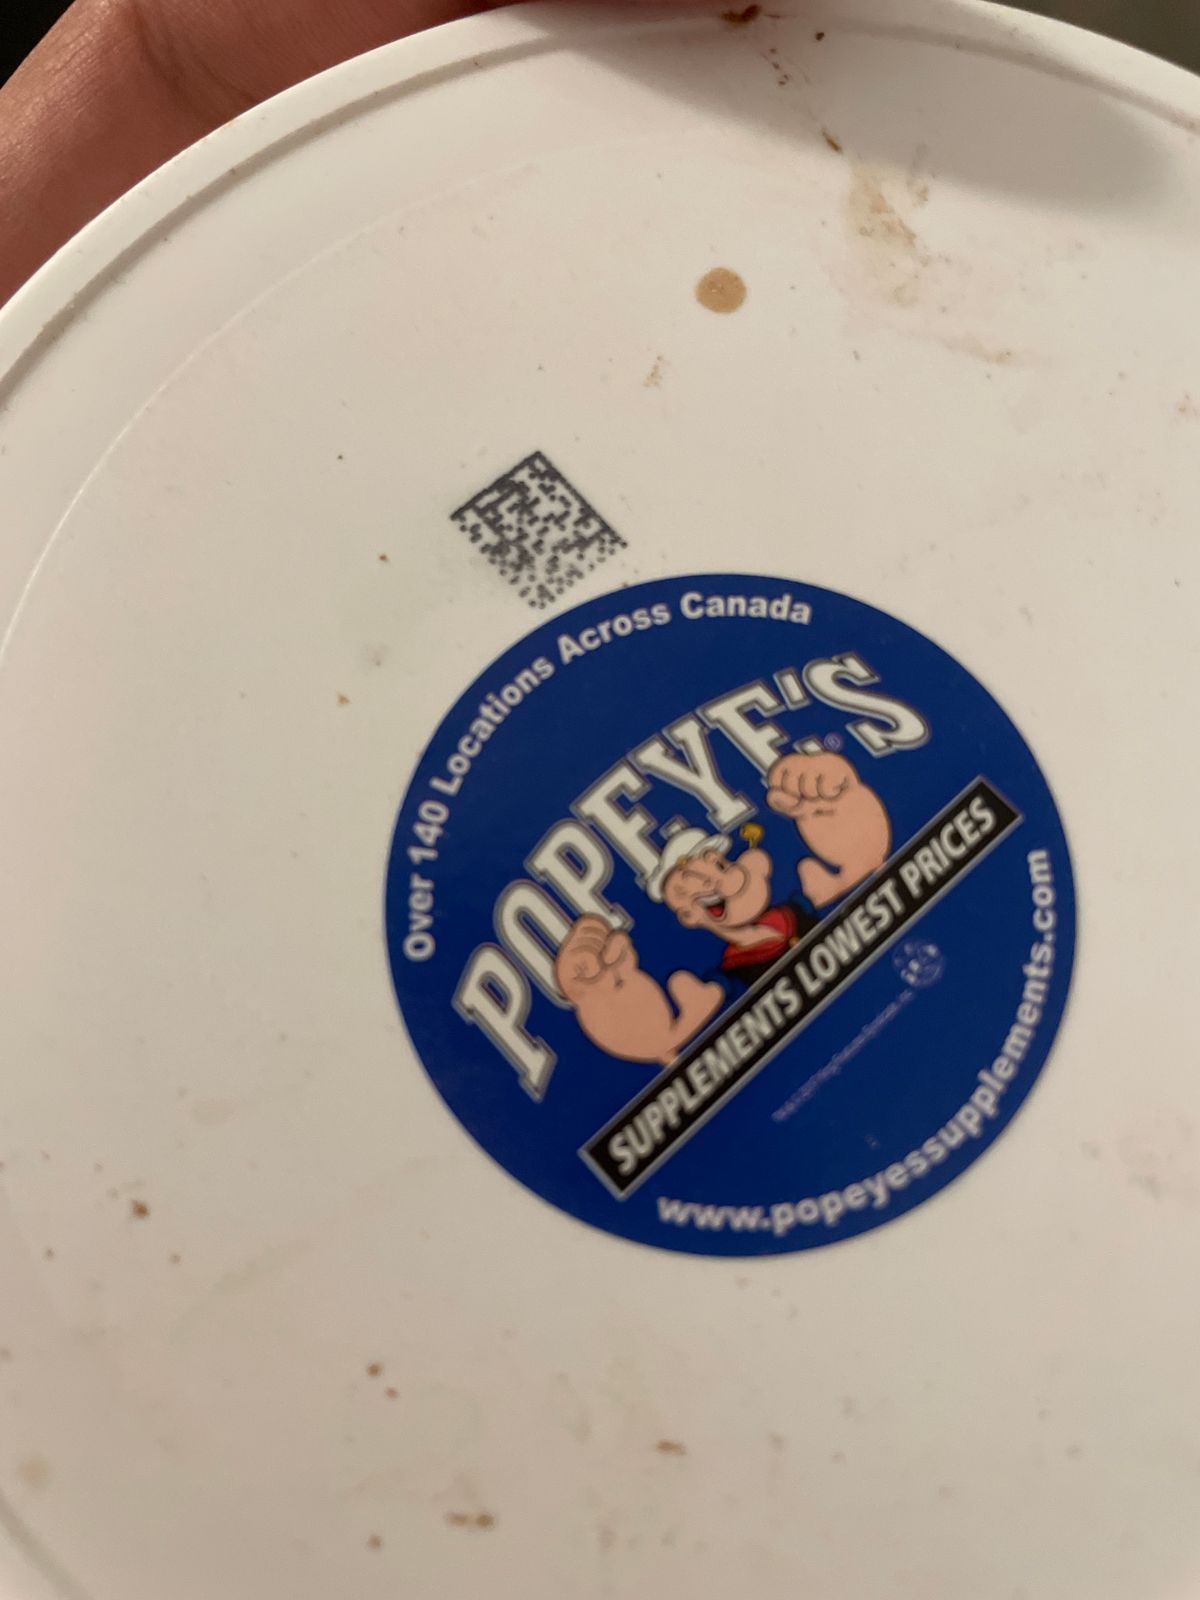 Over 140 Locations Across Canada
POPEYE'S®
SUPPLEMENTS LOWEST PRICES
www.popeyessupplements.com